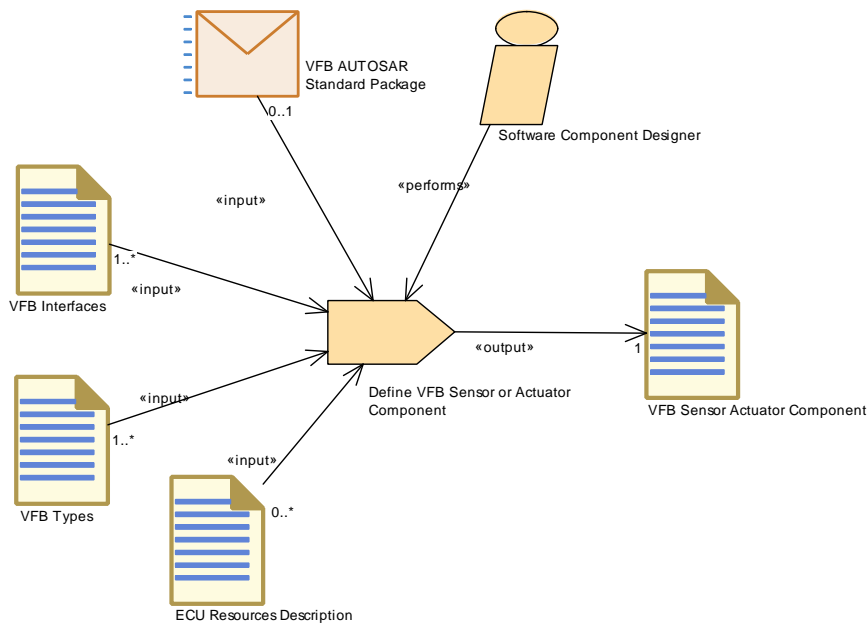 VFB AUTOSAR
Standard Package
0..1
Software Component Designer
«input»
«performs»
1..*
VFB Interfaces
«input»
«output»
1
Define VFB Sensor or Actuator
Component
VFB Sensor Actuator Component
«input»
1..*
VFB Types
«input»
0..*
ECU Resources Description